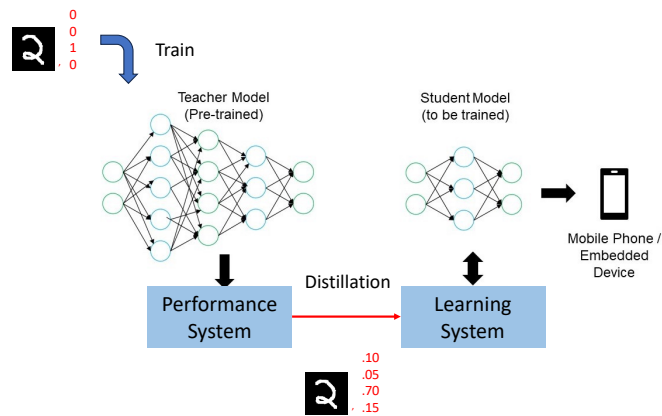 0
0
1
, 0
Train
Teacher Model
(Pre-trained)
Student Model
(to be trained)
Mobile Phone /
Embedded
Device
Performance
System
Distillation
Learning
System
.10
.05
.70
, .15